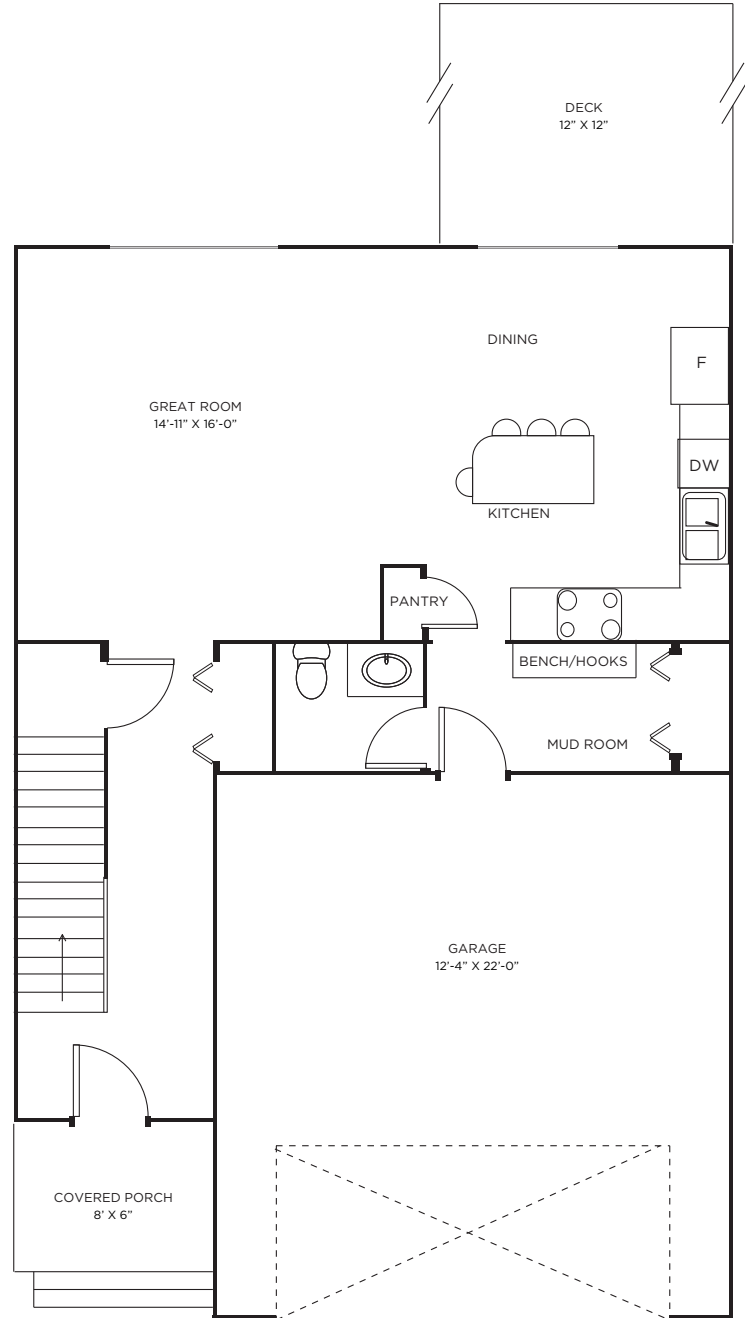 DECK
12” X 12”
DINING
F
GREAT ROOM
14’-11” X 16’-0”
DW
KITCHEN
PANTRY
BENCH/HOOKS
MUD ROOM
GARAGE
12’-4” X 22’-0”
COVERED PORCH
8’ X 6”